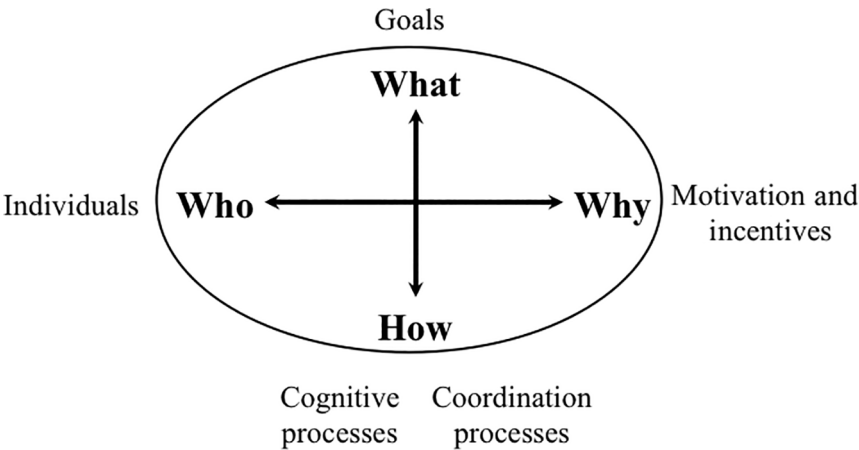 Goals
What
Individuals
Who
Why
Motivation and
incentives
How
Cognitive
processes
Coordination
processes